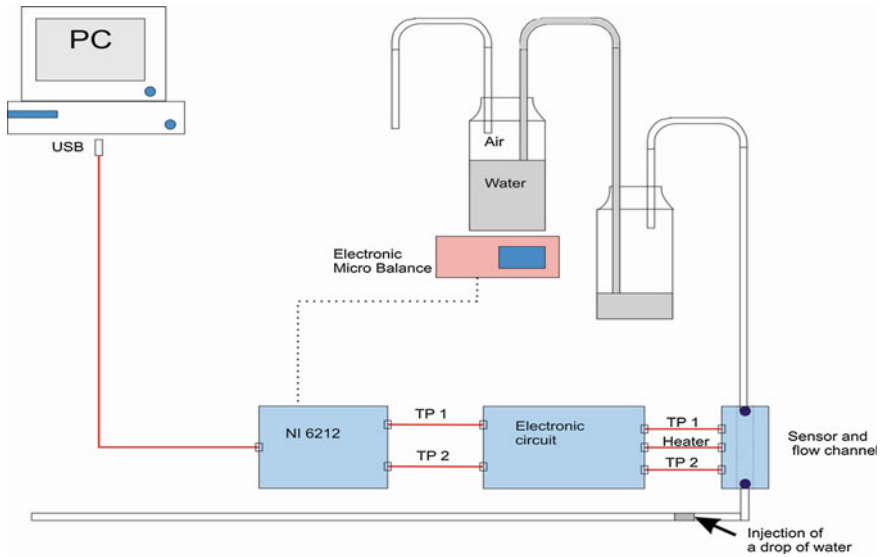 PC
USB
Air
Water
Electronic
Micro Balance
NI 6212
TP 1
TP 2
Electronic
circuit
TP 1
Heater
TP 2
Sensor and
flow channel
Injection of
a drop of water